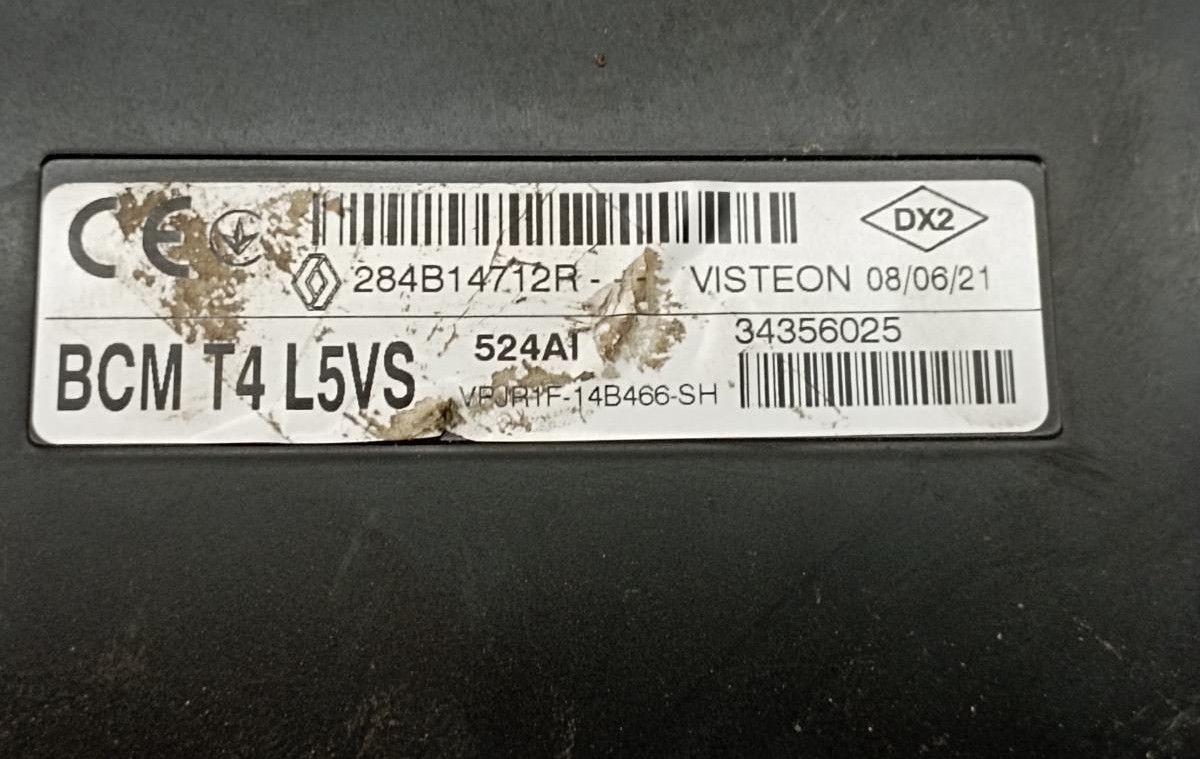 CE
DX2
284B14712R - - - VISTEON 08/06/21
BCM T4 L5VS
524AI
34356025
VPJR1F-14B466-SH